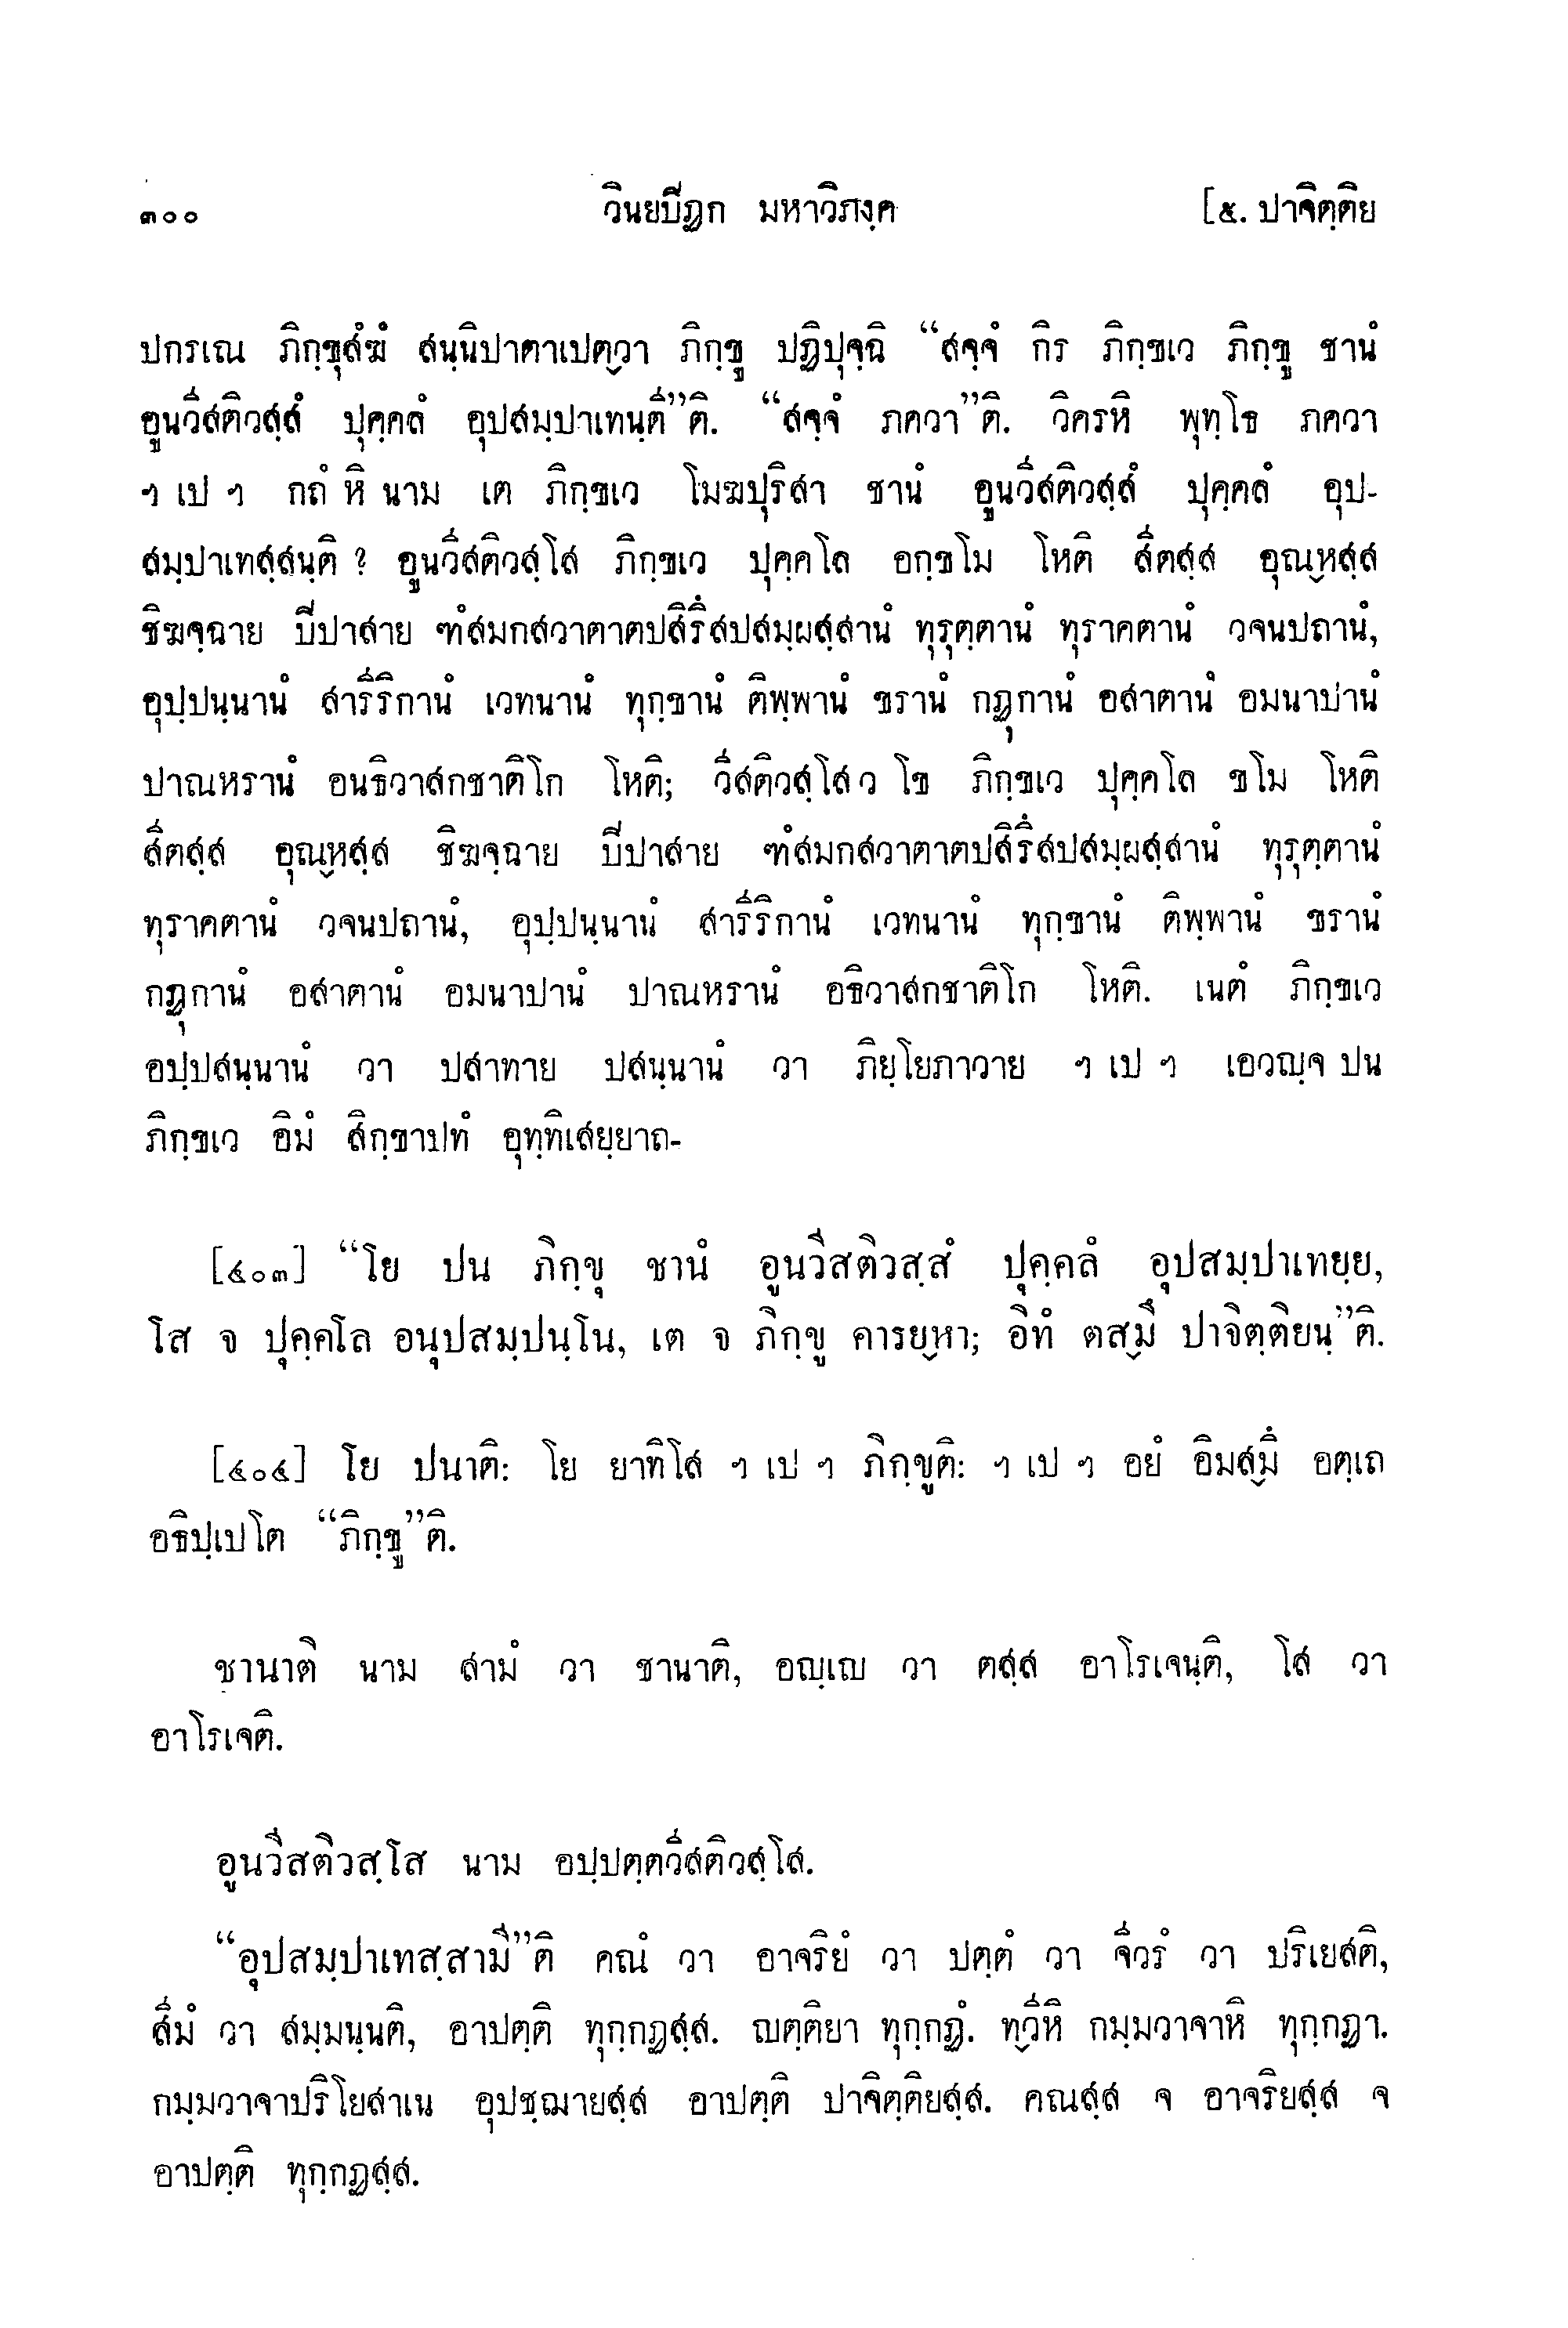 ๓๐๐ วินยปิฏก มหาวิภงฺค [๕. ปาจิตฺติย
ปกรเณ ภิกฺขุสํฆํ สนฺนิปาตาเปตฺวา ภิกฺขู ปฏิปุจฺฉิ “สจฺจํ กิร ภิกฺขเว ภิกฺขู ชานํ
อูนวีสติวสฺสํ ปุคฺคลํ อุปสมฺปาเทนฺตี”ติ. “สจฺจํ ภควา”ติ. วิครหิ พุทฺโธ ภควา
ฯ เป ฯ กถํ หิ นาม เต ภิกฺขเว โมฆปุริสา ชานํ อูนวีสติวสฺสํ ปุคฺคลํ อุป-
สมฺปาเทสฺสนฺติ ? อูนวีสติวสฺโส ภิกฺขเว ปุคฺคโล อกฺขโม โหติ สีตสฺส อุณฺหสฺส
ชิฆจฺฉาย ปิปาสาย ฑํสมกสวาตาตปสิริํสปสมฺผสฺสานํ ทุรุตฺตานํ ทุราคตานํ วจนปถานํ,
อุปฺปนฺนานํ สารีริกานํ เวทนานํ ทุกฺขานํ ติพฺพานํ ขรานํ กฏุกานํ อสาตานํ อมนาปานํ
ปาณหรานํ อนธิวาสกชาติโก โหติ; วีสติวสฺโส ว โข ภิกฺขเว ปุคฺคโล ขโม โหติ
สีตสฺส อุณฺหสฺส ชิฆจฺฉาย ปิปาสาย ฑํสมกสวาตาตปสิริํสปสมฺผสฺสานํ ทุรุตฺตานํ
ทุราคตานํ วจนปถานํ, อุปฺปนฺนานํ สารีริกานํ เวทนานํ ทุกฺขานํ ติพฺพานํ ขรานํ
กฏุกานํ อสาตานํ อมนาปานํ ปาณหรานํ อธิวาสกชาติโก โหติ. เนตํ ภิกฺขเว
อปฺปสนฺนานํ วา ปสาทาย ปสนฺนานํ วา ภิยฺโยภาวาย ฯ เป ฯ เอวญฺจ ปน
ภิกฺขเว อิมํ สิกฺขาปทํ อุทฺทิเสยฺยาถ-
[๔๐๓] “โย ปน ภิกฺขุ ชานํ อูนวีสติวสฺสํ ปุคฺคลํ อุปสมฺปาเทยฺย,
โส จ ปุคฺคโล อนุปสมฺปนฺโน, เต จ ภิกฺขู คารยฺหา; อิทํ ตสฺมิํ ปาจิตฺติยนฺ”ติ.
[๔๐๔] โย ปนาติ: โย ยาทิโส ฯ เป ฯ ภิกฺขูติ: ฯ เป ฯ อยํ อิมสฺมิํ อตฺเถ
อธิปฺเปโต “ภิกฺขู”ติ.
ชานาติ นาม สามํ วา ชานาติ, อญฺเญ วา ตสฺส อาโรเจนฺติ, โส วา
อาโรเจติ.
อูนวีสติวสฺโส นาม อปฺปตฺตวีสติวสฺโส.
“อุปสมฺปาเทสฺสามี”ติ คณํ วา อาจริยํ วา ปตฺตํ วา จีวรํ วา ปริเยสติ,
สีมํ วา สมฺมนฺนติ, อาปตฺติ ทุกฺกฏสฺส. ญตฺติยา ทุกฺกฏํ. ทฺวีหิ กมฺมวาจาหิ ทุกฺกฏา.
กมฺมวาจาปริโยสาเน อุปชฺฌายสฺส อาปตฺติ ปาจิตฺติยสฺส. คณสฺส จ อาจริยสฺส จ
อาปตฺติ ทุกฺกฏสฺส.